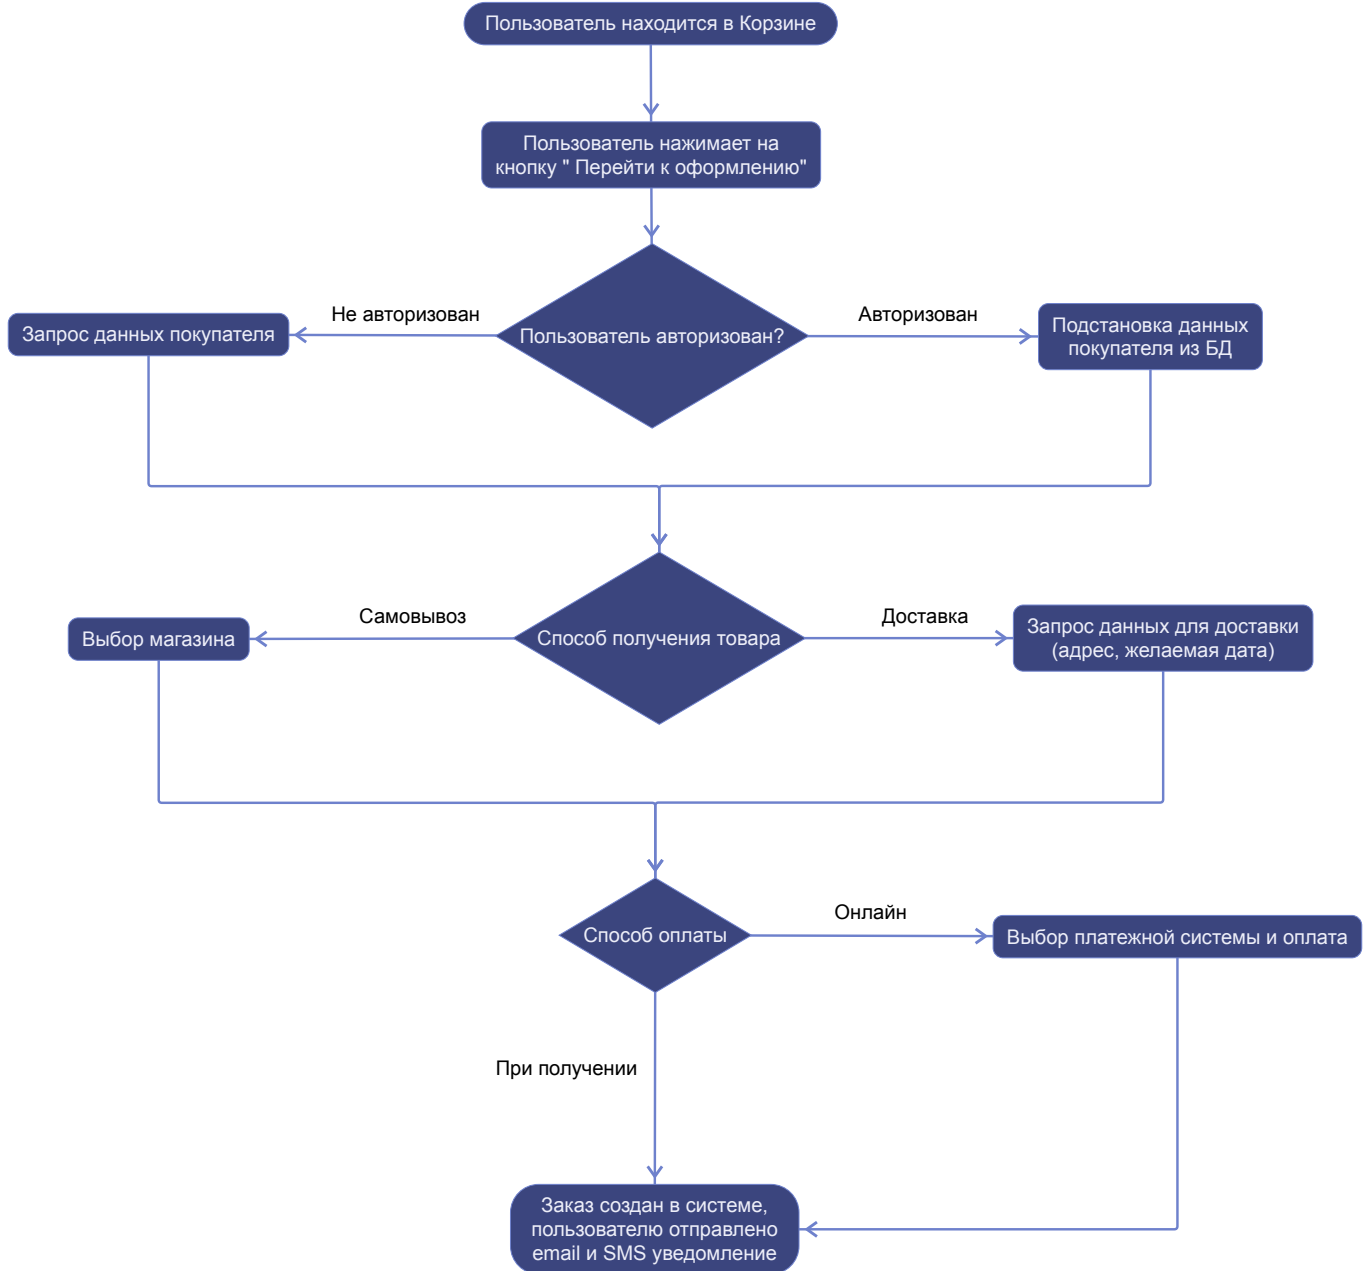 Пользователь находится в Корзине
Пользователь нажимает на
кнопку " Перейти к оформлению"
Не авторизован
Авторизован
Запрос данных покупателя
Пользователь авторизован?
Подстановка данных
покупателя из БД
Самовывоз
Доставка
Выбор магазина
Способ получения товара
Запрос данных для доставки
(адрес, желаемая дата)
Онлайн
Способ оплаты
Выбор платежной системы и оплата
При получении
Заказ создан в системе,
пользователю отправлено
email и SMS уведомление